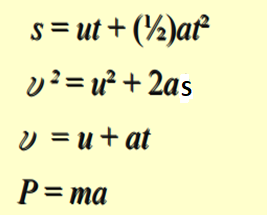 s = ut + (½)at²
υ² = u² + 2as
υ = u + at
P = ma